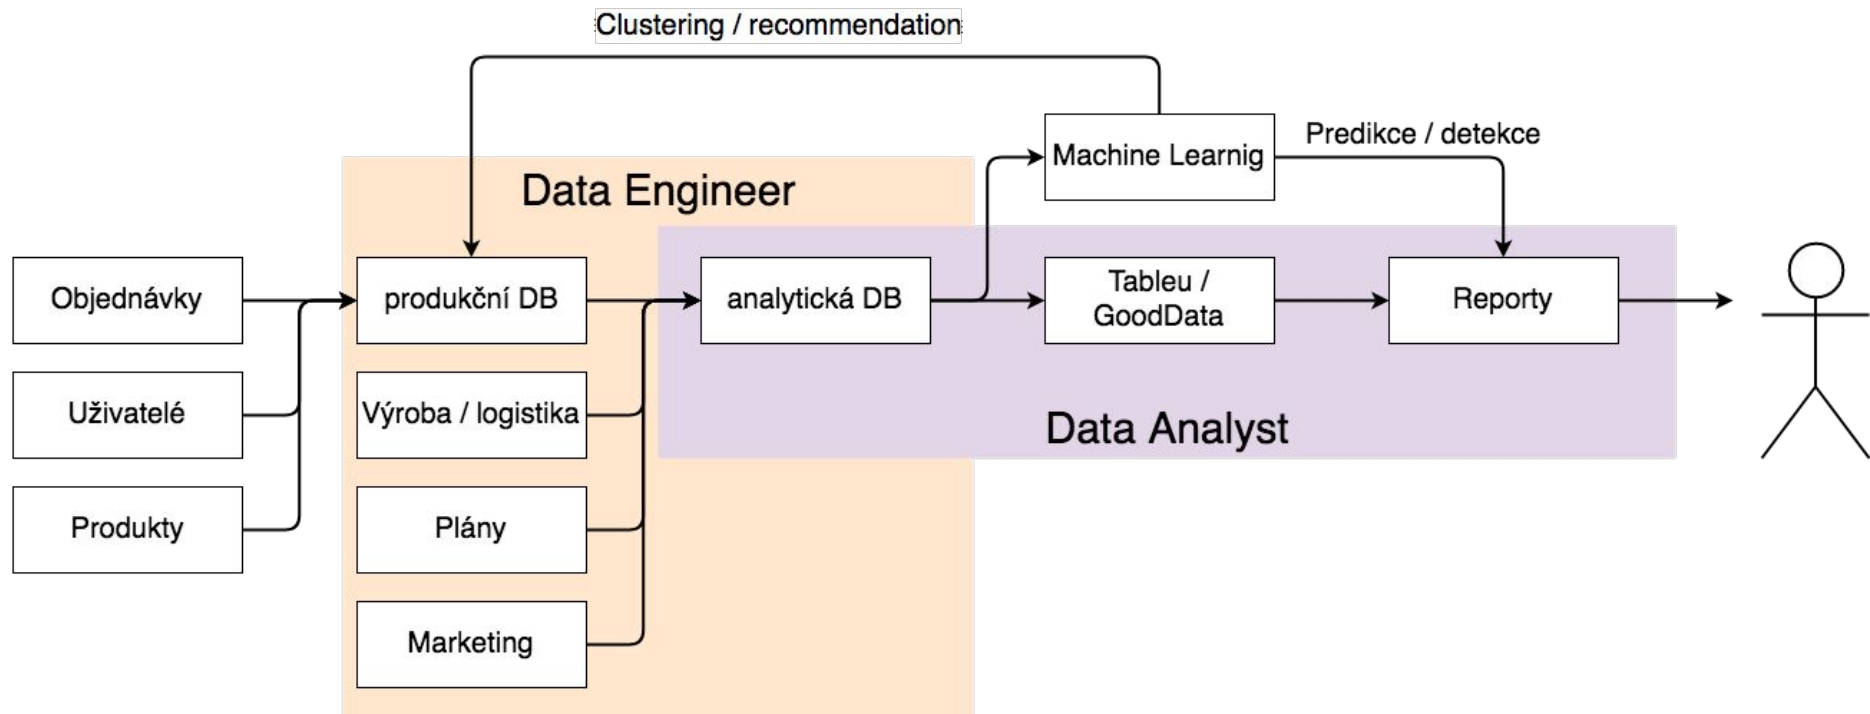 Clustering / recommendation
Machine Learnig
Predikce / detekce
Data Engineer
Objednávky
produkční DB
analytická DB
Tableu /
GoodData
Reporty
Uživatelé
Výroba / logistika
Data Analyst
Produkty
Plány
Marketing